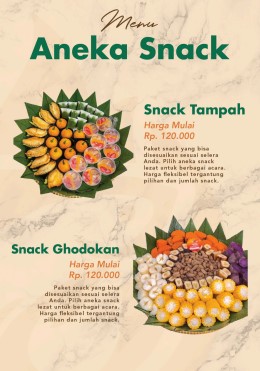 Menu
Aneka Snack
Snack Tampah
Harga Mulai
Rp. 120.000
Paket snack yang bisa
disesuaikan sesuai selera
Anda. Pilih aneka snack
lezat untuk berbagai acara.
Harga fleksibel tergantung
pilihan dan jumlah snack.
Snack Ghodokan
Harga Mulai
Rp. 120.000
Paket snack yang bisa
disesuaikan sesuai selera
Anda. Pilih aneka snack
lezat untuk berbagai acara.
Harga fleksibel tergantung
pilihan dan jumlah snack.